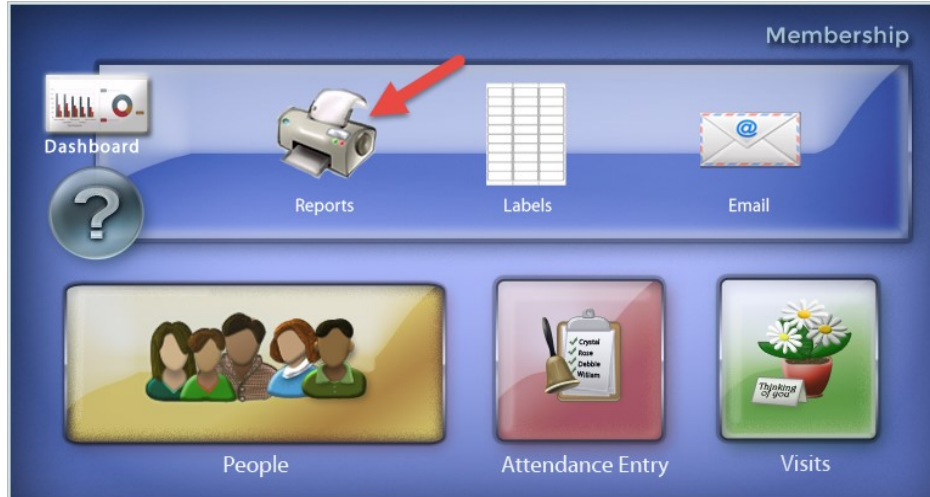 Membership
Dashboard
Reports
Labels
Email
@
?
Crystal
Rose
Debbie
William
Thinking
of you
People
Attendance Entry
Visits